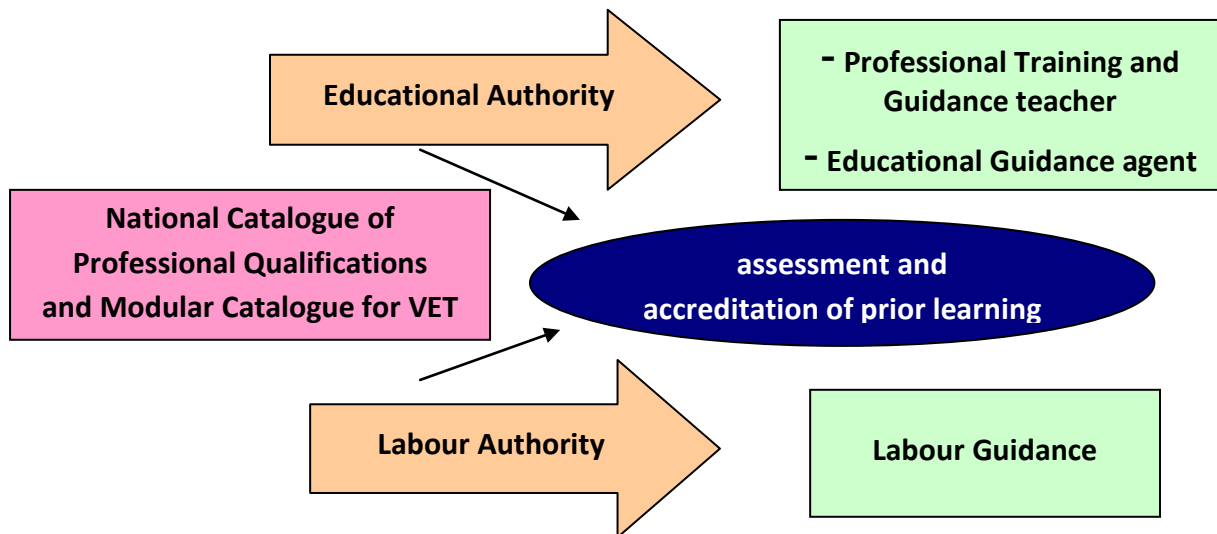 Educational Authority
- Professional Training and
Guidance teacher
- Educational Guidance agent
National Catalogue of
Professional Qualifications
and Modular Catalogue for VET
assessment and
accreditation of prior learning
Labour Authority
Labour Guidance